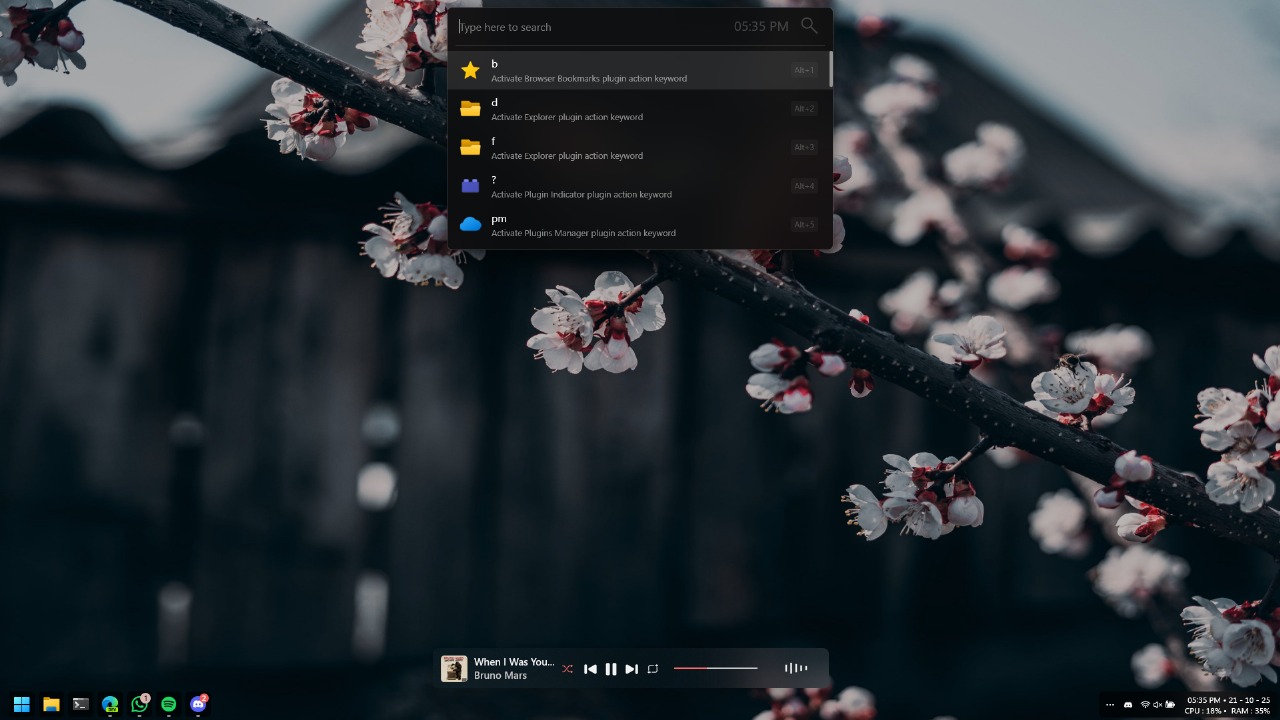 Type here to search
05:35 PM
b
Activate Browser Bookmarks plugin action keyword
Alt+1
d
Activate Explorer plugin action keyword
Alt+2
f
Activate Explorer plugin action keyword
Alt+3
?
Activate Plugin Indicator plugin action keyword
Alt+4
pm
Activate Plugins Manager plugin action keyword
Alt+5
When I Was You...
Bruno Mars
1
2
05:35 PM • 21 - 10 - 25
CPU : 18% • RAM : 35%